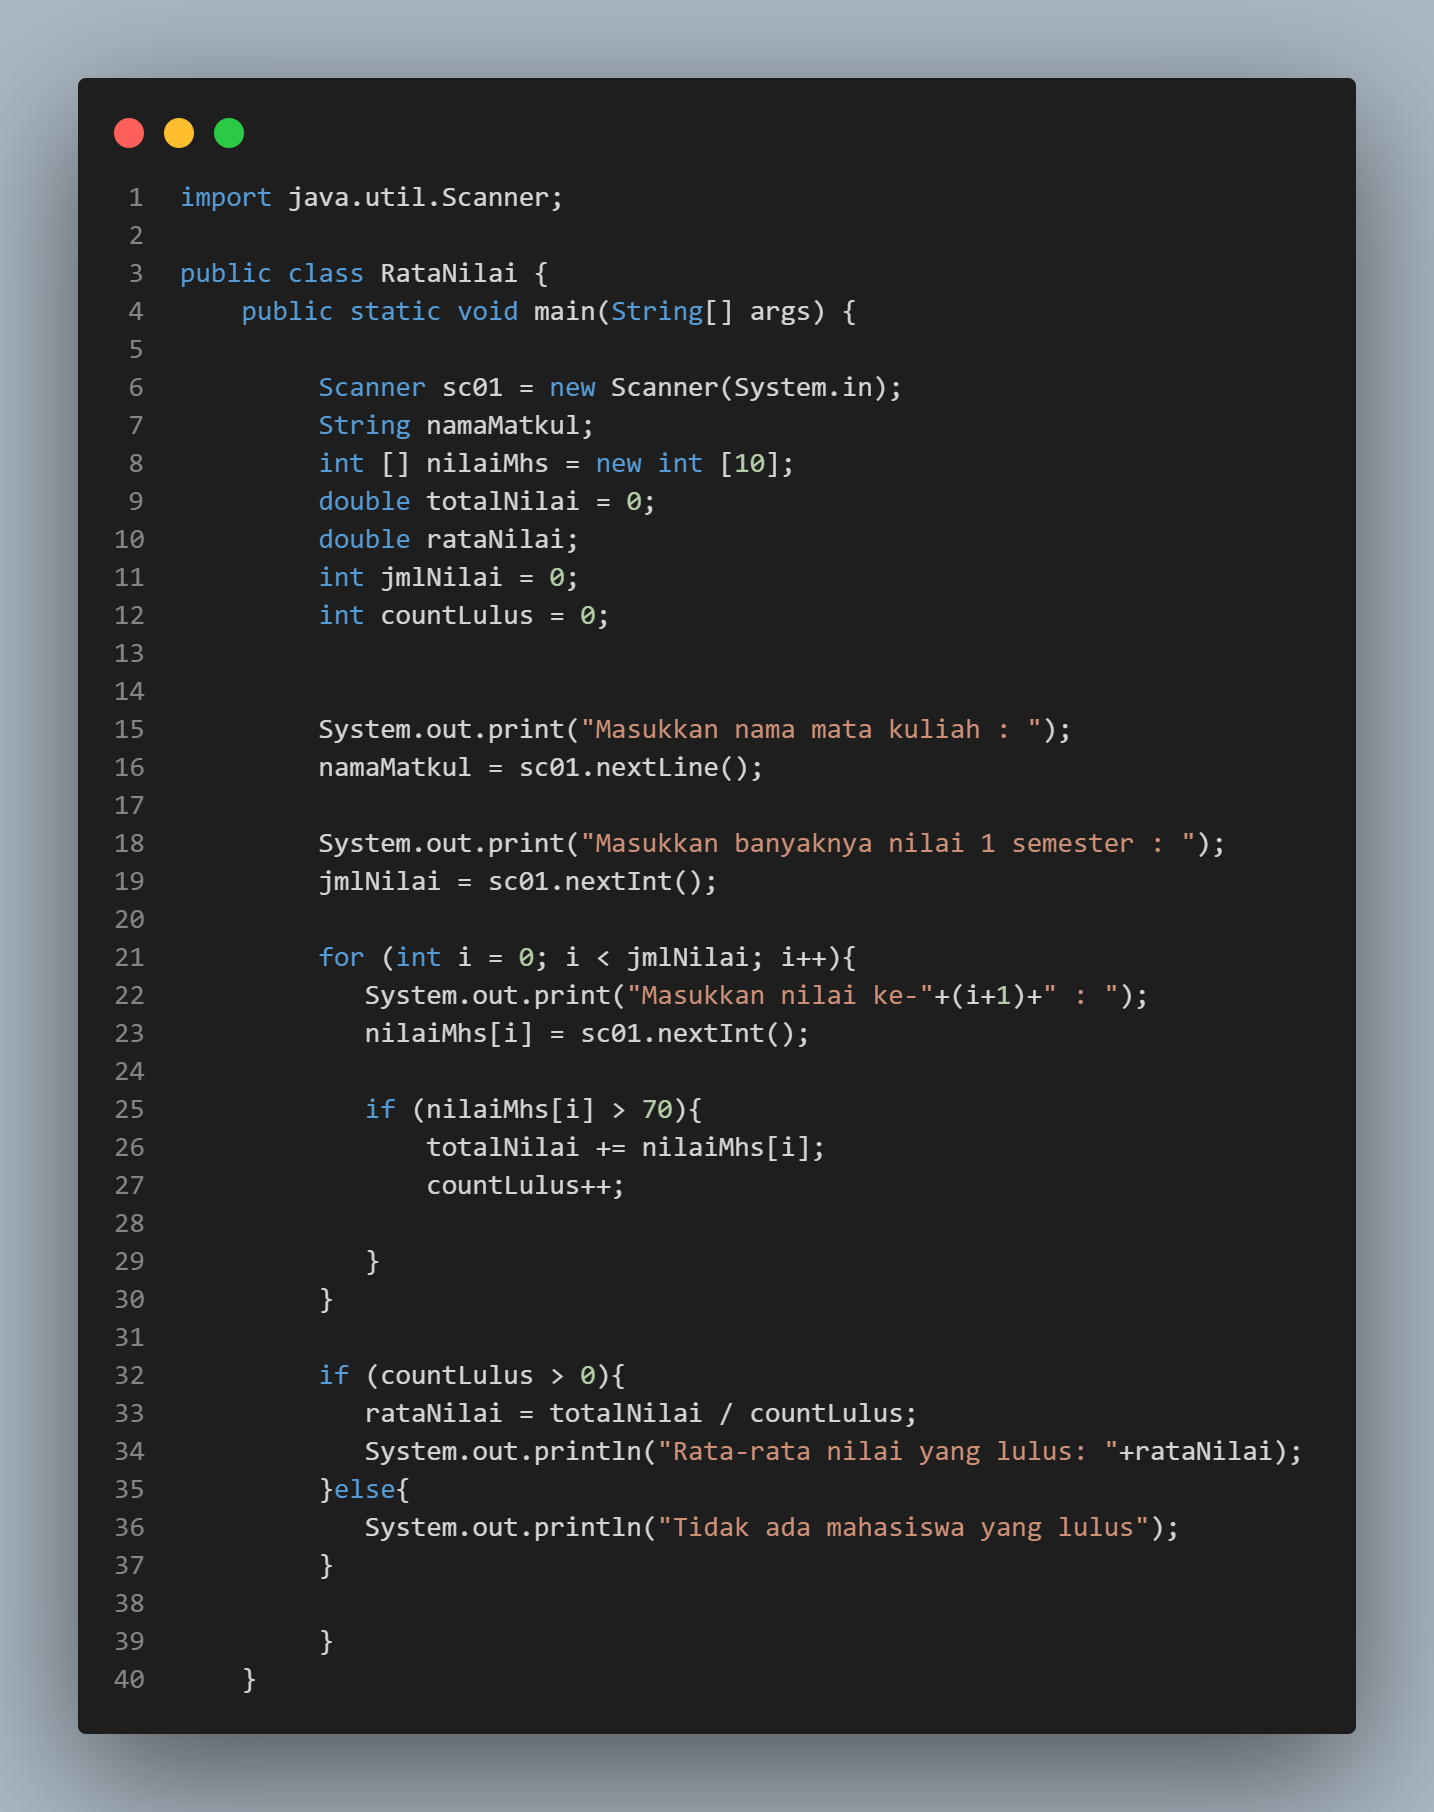 1 import java.util.Scanner;
2
3 public class RataNilai {
4     public static void main(String[] args) {
5
6          Scanner sc01 = new Scanner(System.in);
7          String namaMatkul;
8          int [] nilaiMhs = new int [10];
9          double totalNilai = 0;
10          double rataNilai;
11          int jmlNilai = 0;
12          int countLulus = 0;
13
14
15          System.out.print("Masukkan nama mata kuliah : ");
16          namaMatkul = sc01.nextLine();
17
18          System.out.print("Masukkan banyaknya nilai 1 semester : ");
19          jmlNilai = sc01.nextInt();
20
21          for (int i = 0; i < jmlNilai; i++){
22             System.out.print("Masukkan nilai ke-"+(i+1)+" : ");
23             nilaiMhs[i] = sc01.nextInt();
24
25             if (nilaiMhs[i] > 70){
26                 totalNilai += nilaiMhs[i];
27                 countLulus++;
28
29             }
30          }
31
32          if (countLulus > 0){
33             rataNilai = totalNilai / countLulus;
34             System.out.println("Rata-rata nilai yang lulus: "+rataNilai);
35          }else{
36             System.out.println("Tidak ada mahasiswa yang lulus");
37          }
38
39          }
40     }